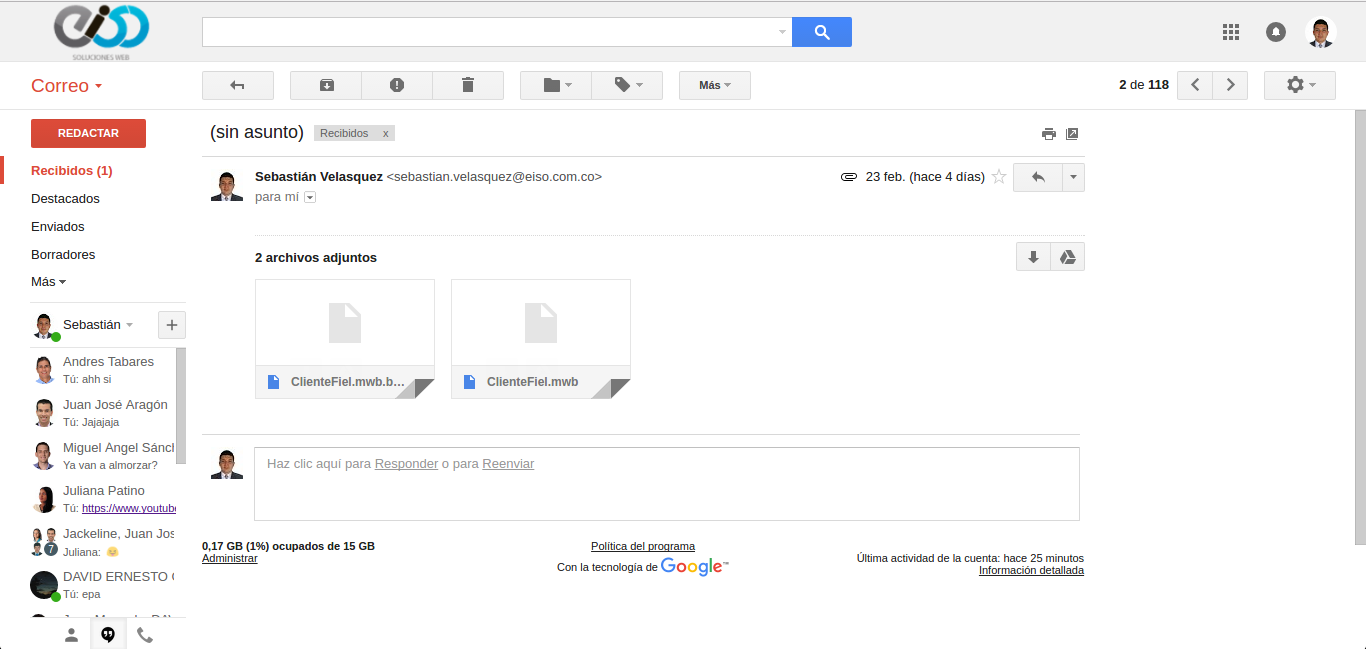 eiso
SOLUCIONES WEB
Correo
Más
2 de 118
REDACTAR
(sin asunto)
Recibidos x
Recibidos (1)
Sebastián Velasquez <sebastian.velasquez@eiso.com.co>
23 feb. (hace 4 días)
para mí
Destacados
Enviados
Borradores
Más
2 archivos adjuntos
ClienteFiel.mwb.b...
ClienteFiel.mwb
Sebastián
Andres Tabares
Tú: ahh si
Juan José Aragón
Tú: Jajajaja
Miguel Angel Sánch
Ya van a almorzar?
Juliana Patino
Tú: https://www.youtube
Jackeline, Juan Jos
7
Juliana:
DAVID ERNESTO
Tú: epa
Haz clic aquí para Responder o para Reenviar
0,17 GB (1%) ocupados de 15 GB
Administrar
Política del programa
Con la tecnología de Google™
Última actividad de la cuenta: hace 25 minutos
Información detallada